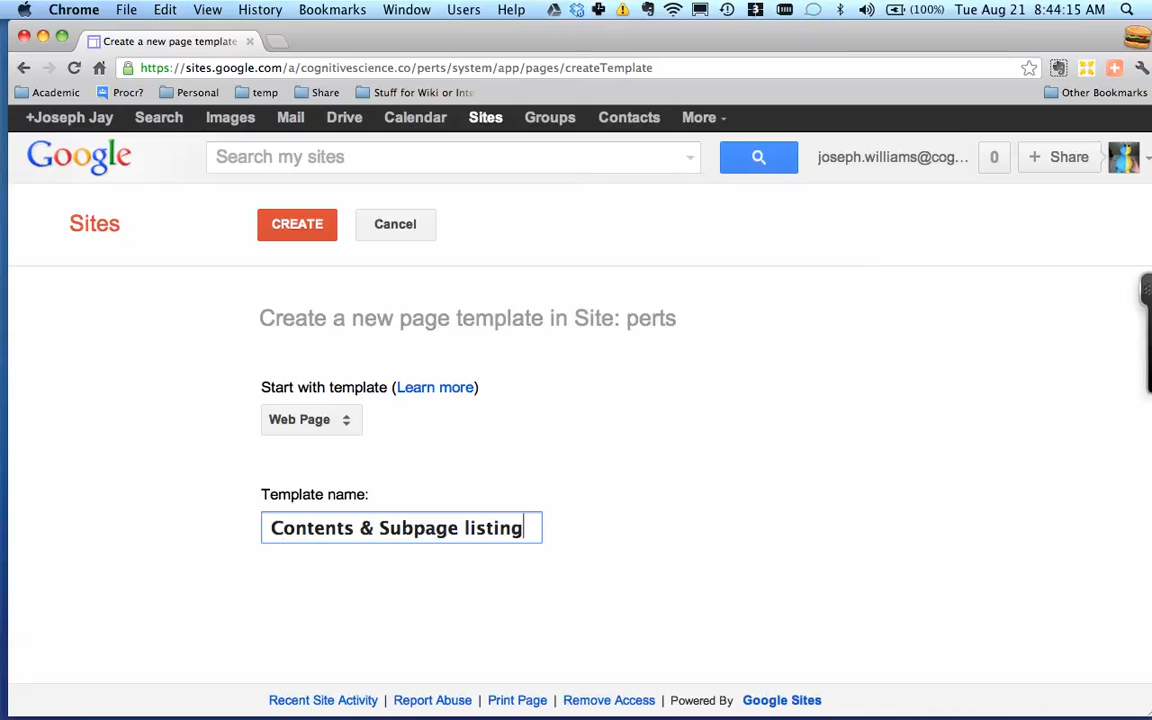 Chrome File Edit View History Bookmarks Window Users Help (100%) Tue Aug 21 8:44:15 AM
Create a new page template
https://sites.google.com/a/cognitivescience.co/perts/system/app/pages/createTemplate
Academic Procr? Personal temp Share Stuff for Wiki or Inte Other Bookmarks
+Joseph Jay Search Images Mail Drive Calendar Sites Groups Contacts More
Google Search my sites joseph.williams@cog... 0 + Share
Sites CREATE Cancel
Create a new page template in Site: perts
Start with template (Learn more)
Web Page
Template name:
Contents & Subpage listing
Recent Site Activity | Report Abuse | Print Page | Remove Access | Powered By Google Sites